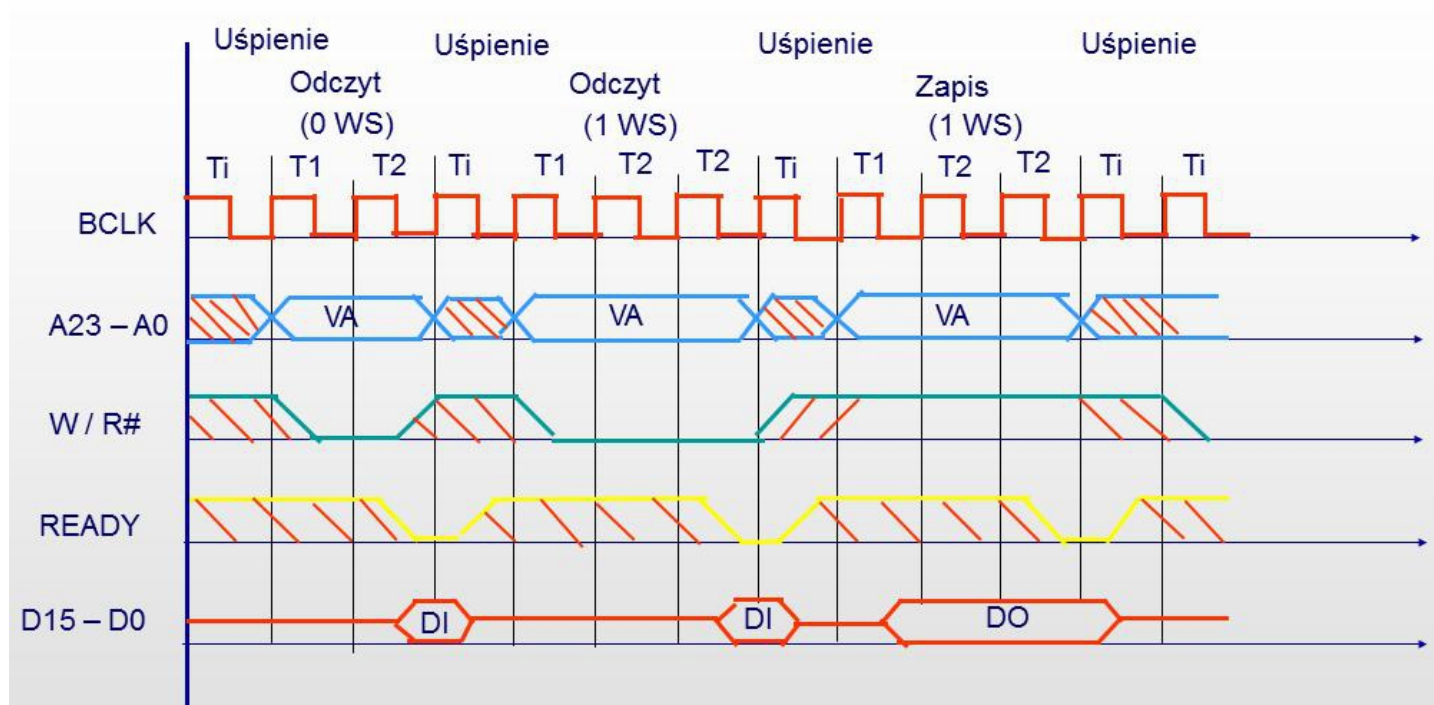 Uśpienie Uśpienie Uśpienie Uśpienie
Odczyt Odczyt Zapis
(0 WS) (1 WS) (1 WS)
Ti T1 T2 Ti T1 T2 T2 Ti T1 T2 T2 Ti Ti
BCLK
A23 – A0 VA VA VA
W / R#
READY
D15 – D0 DI DI DO